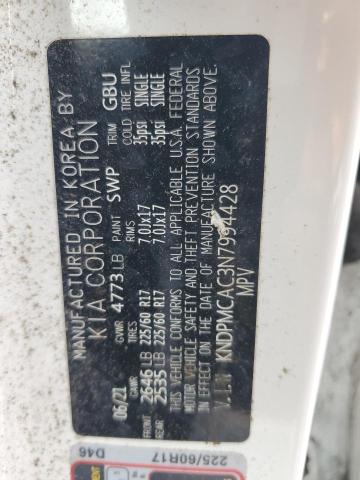 MANUFACTURED IN KOREA BY
KIA CORPORATION
06/21 GVWR 4773 LB PAINT SWP TRIM GBU
GAWR TIRES RIMS COLD TIRE INFL
FRT 2646 LB 225/60 R17 7.0JX17 35psi SINGLE
RR 2535 LB 225/60 R17 7.0JX17 35psi SINGLE
THIS VEHICLE CONFORMS TO ALL APPLICABLE U.S.A. FEDERAL
MOTOR VEHICLE SAFETY AND THEFT PREVENTION STANDARDS
IN EFFECT ON THE DATE OF MANUFACTURE SHOWN ABOVE.
V.I.N KNDPMCAC3N7994428
MPV
225/60R17
D46